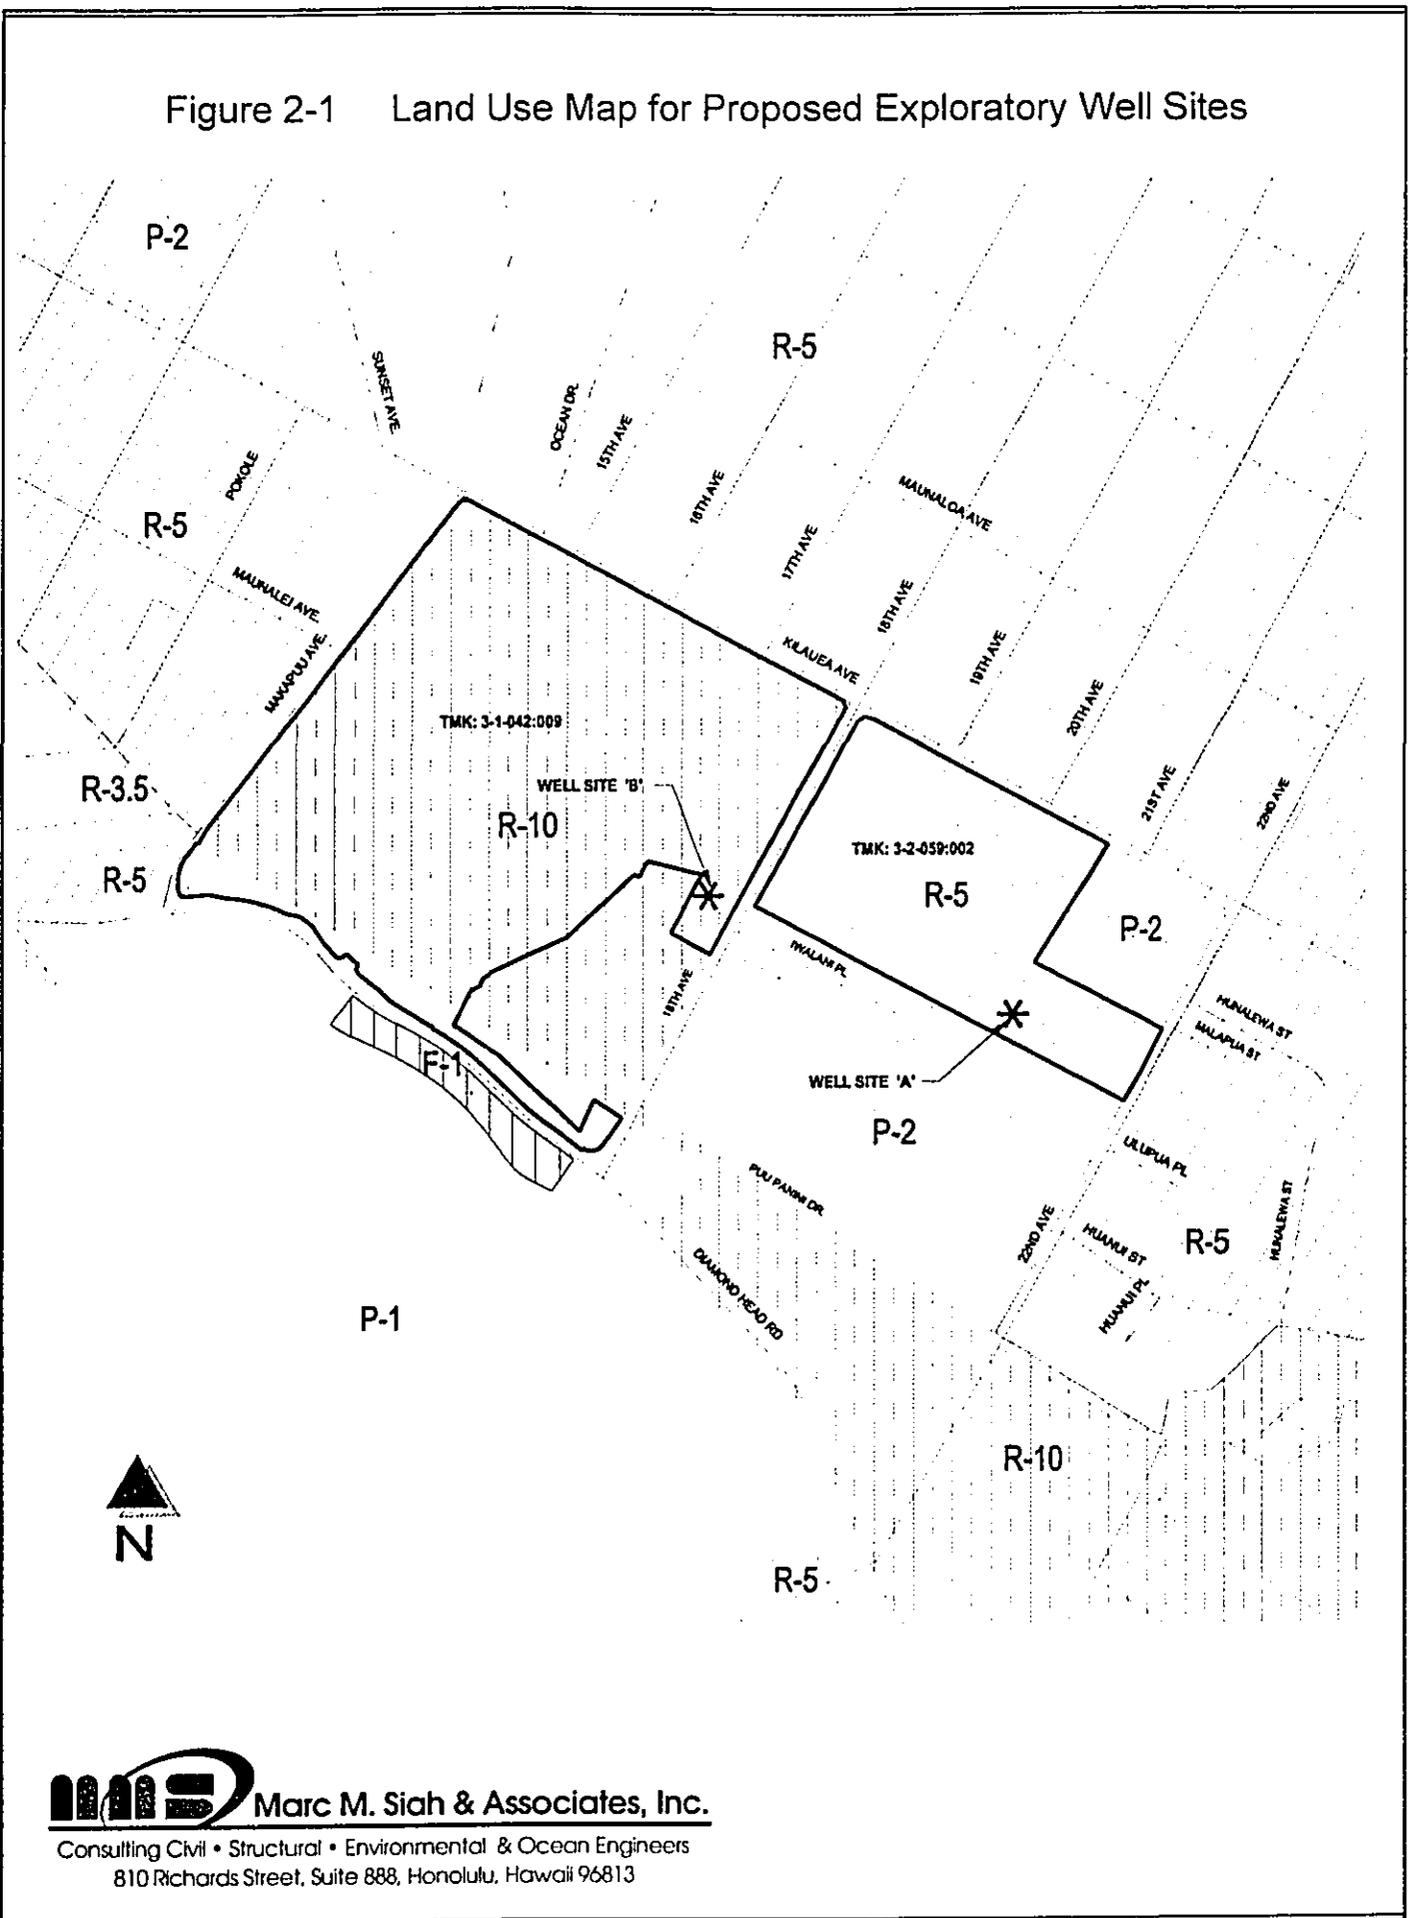 Figure 2-1 Land Use Map for Proposed Exploratory Well Sites
P-2
R-5
SUNSET AVE.
OCEAN DR.
15TH AVE
POKOLE
16TH AVE
MAUNALOA AVE
R-5
17TH AVE
MAUNALEI AVE.
18TH AVE
MAKAPUU AVE.
KILAUEA AVE
19TH AVE
20TH AVE
TMK: 3-1-042:009
R-3.5
WELL SITE 'B'
21ST AVE
22ND AVE
R-10
TMK: 3-2-059:002
R-5
R-5
P-2
IWALANI PL
18TH AVE
HUNALEWA ST
MALAPUA ST
F-1
WELL SITE 'A'
P-2
ULUPUA PL
PUU PANINI DR.
HUNALEWA ST
22ND AVE
HUANUI ST
R-5
DIAMOND HEAD RD
HUANUI PL
P-1
R-10
N
R-5
Marc M. Siah & Associates, Inc.
Consulting Civil • Structural • Environmental & Ocean Engineers
810 Richards Street, Suite 888, Honolulu, Hawaii 96813